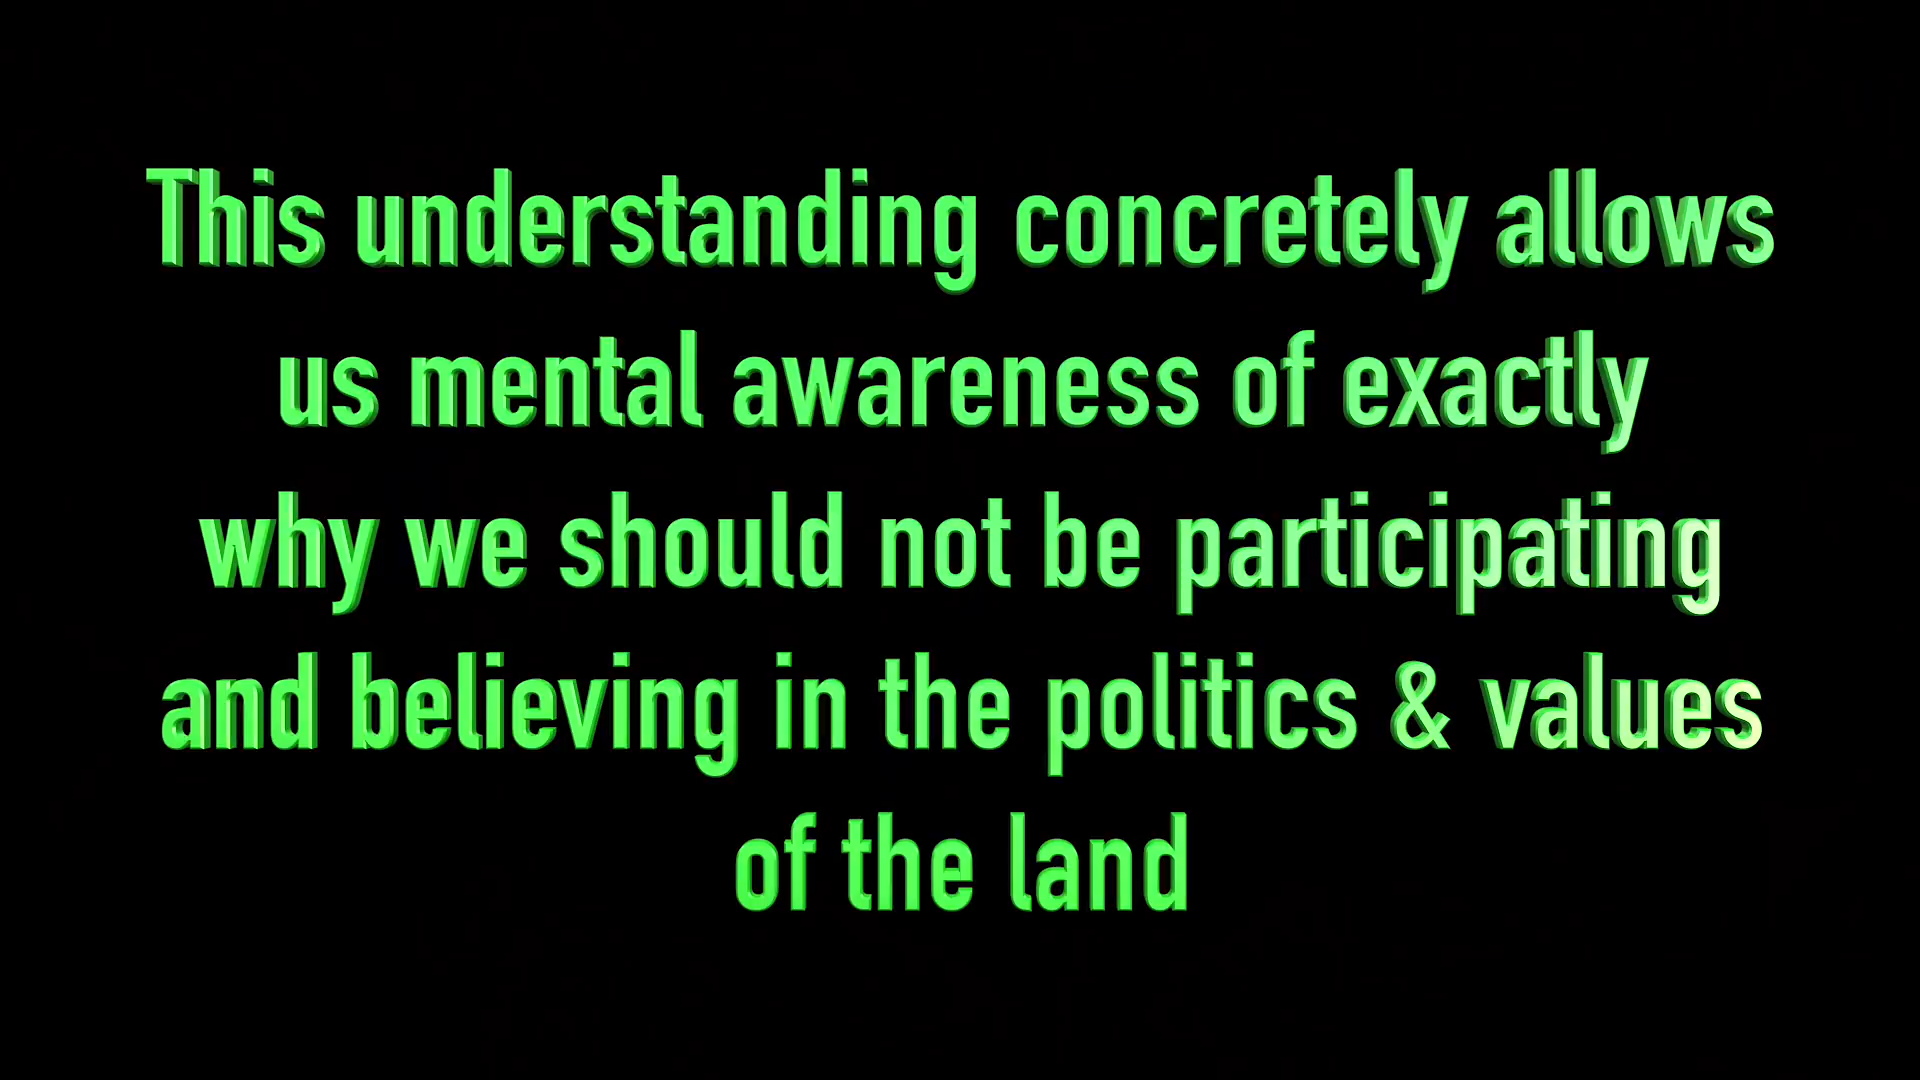 This understanding concretely allows
us mental awareness of exactly
why we should not be participating
and believing in the politics & values
of the land